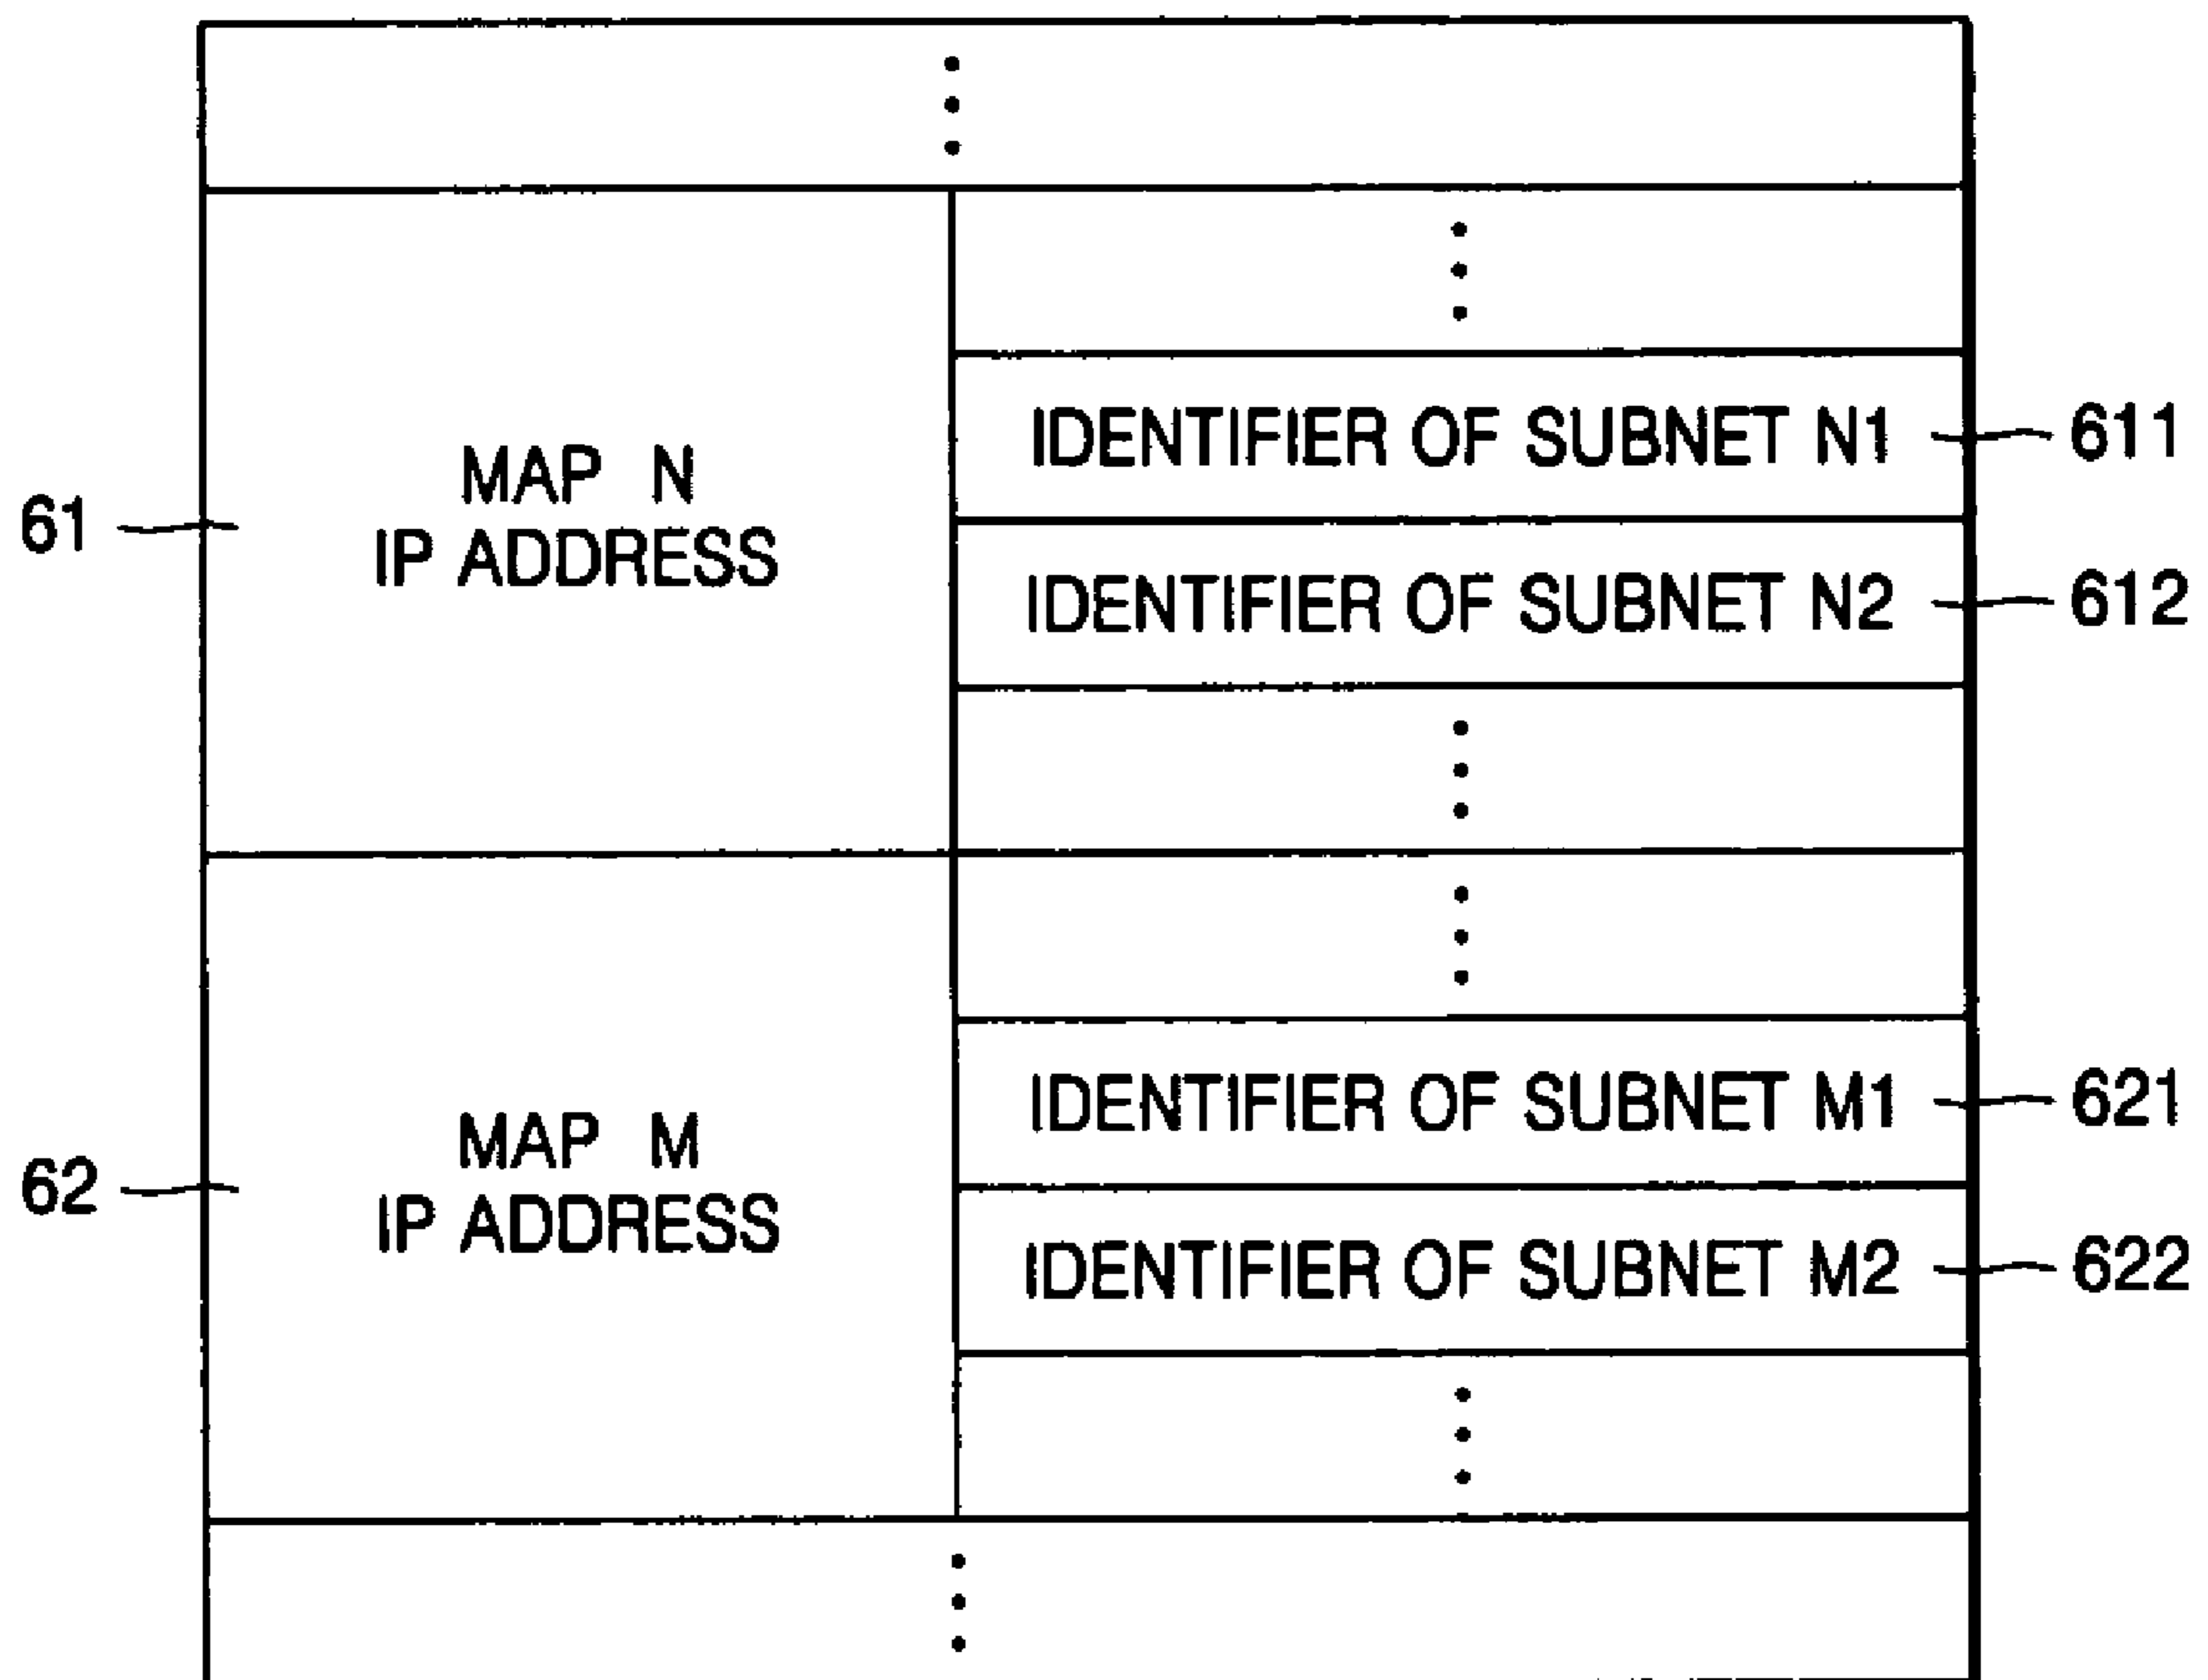 IDENTIFIER OF SUBNET N1 611
MAP N
61
IP ADDRESS
IDENTIFIER OF SUBNET N2 612
IDENTIFIER OF SUBNET M1 621
MAP M
62
IP ADDRESS
IDENTIFIER OF SUBNET M2 622